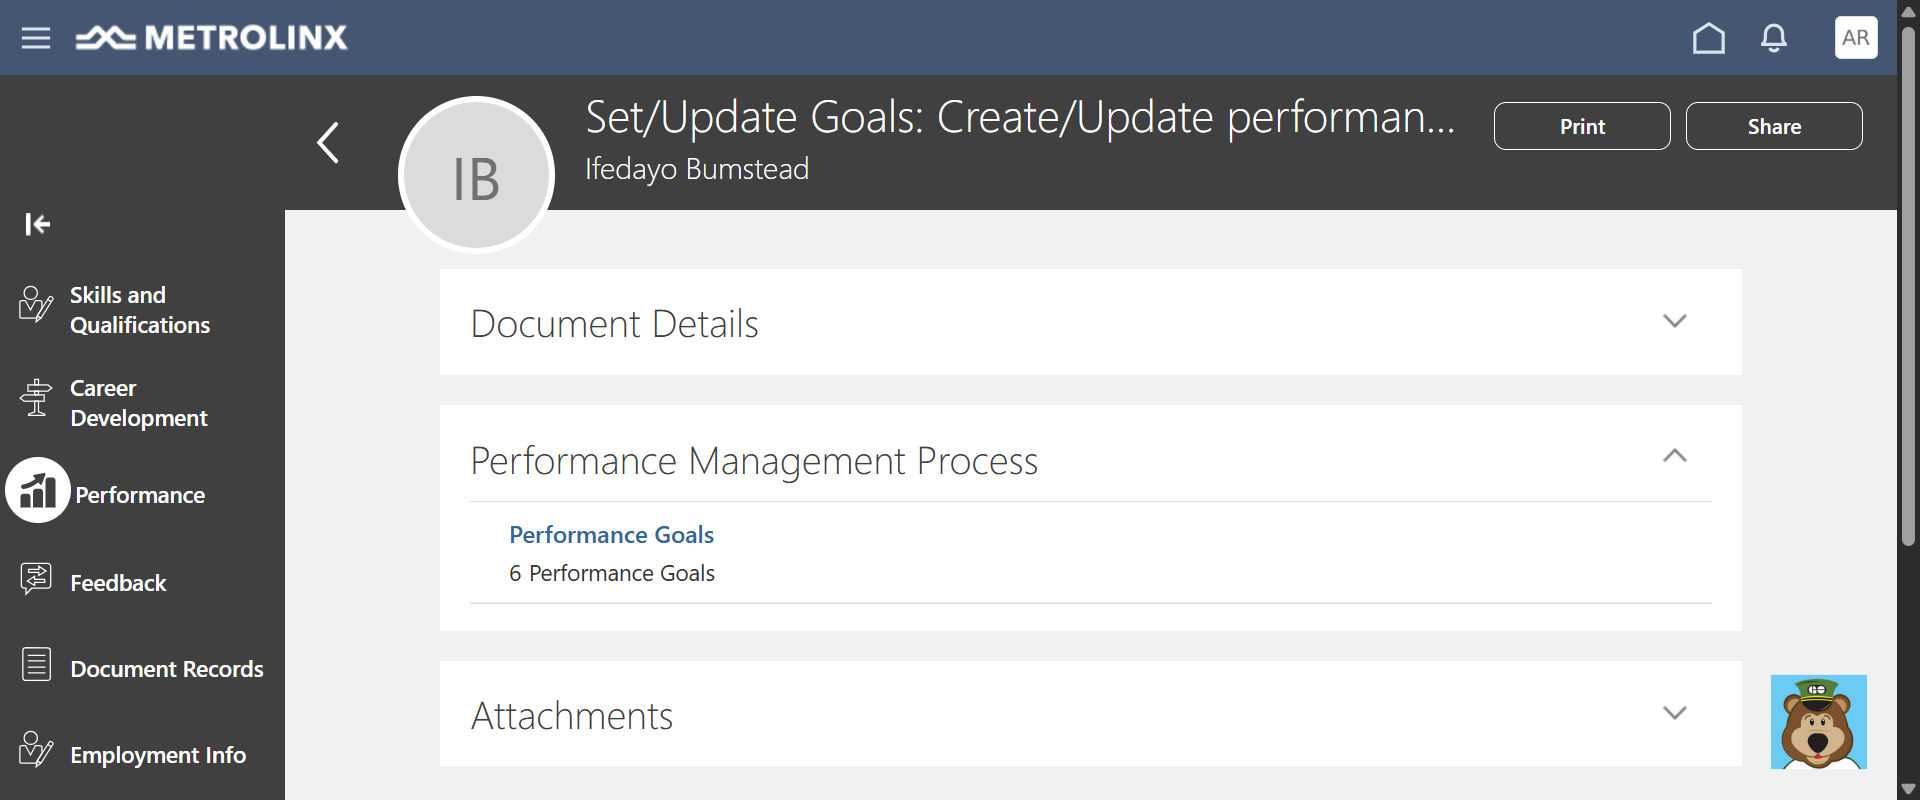 METROLINX
AR
IB
Set/Update Goals: Create/Update performan...
Ifedayo Bumstead
Print
Share
Skills and
Qualifications
Career
Development
Performance
Feedback
Document Records
Employment Info
Document Details
Performance Management Process
Performance Goals
6 Performance Goals
Attachments
GO